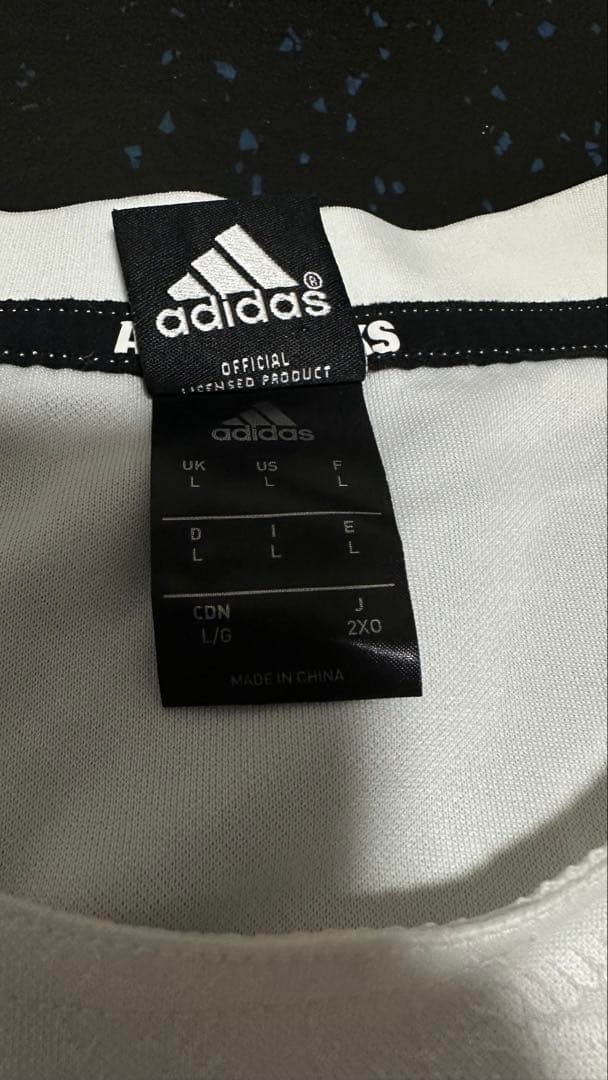 adidas®
OFFICIAL
LICENSED PRODUCT
adidas
UK US F
L L L
D I E
L L L
CDN J
L/G 2XO
MADE IN CHINA